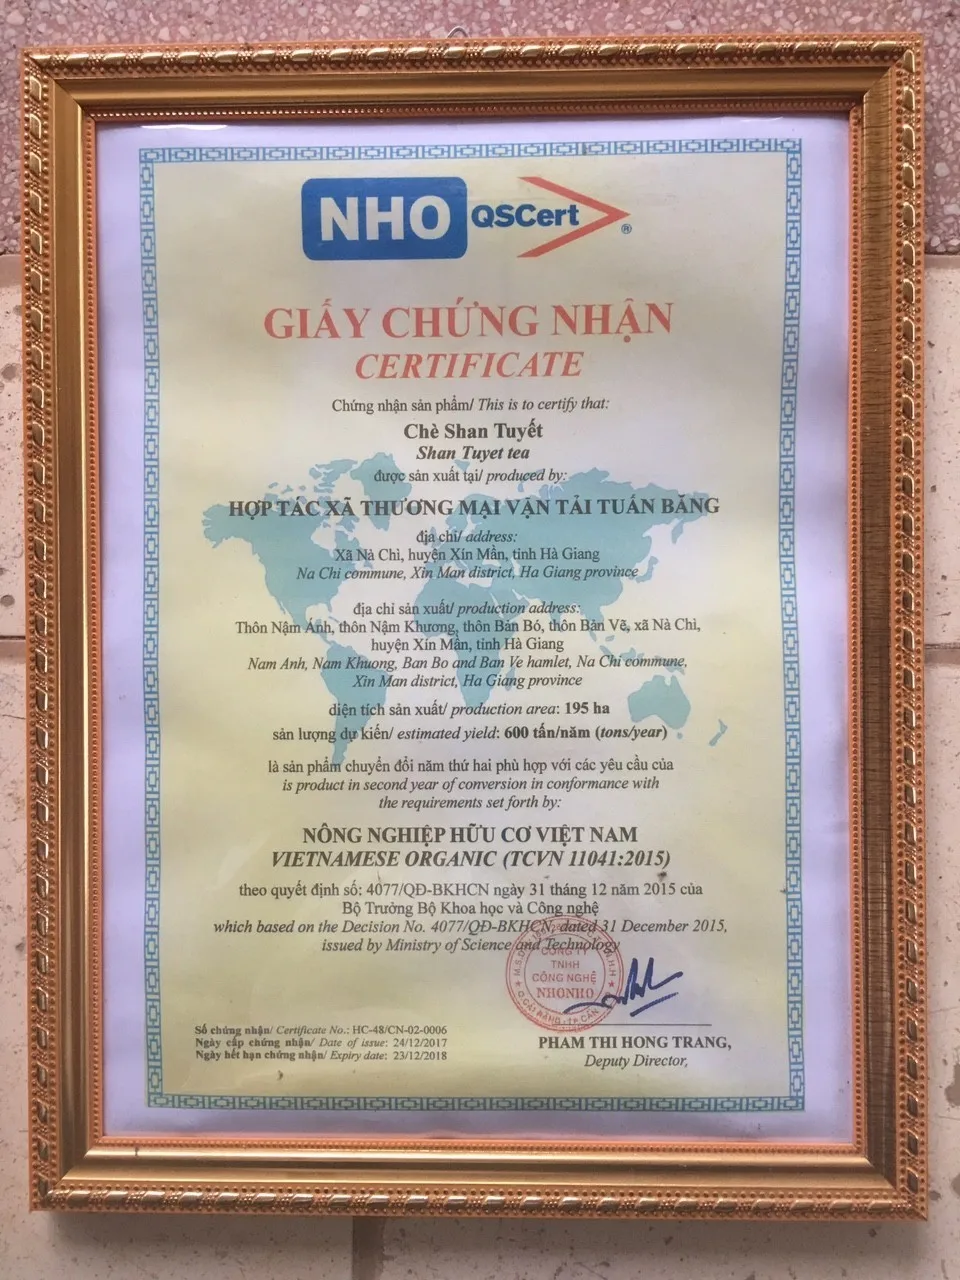 NHO QSCert ®
GIẤY CHỨNG NHẬN
CERTIFICATE
Chứng nhận sản phẩm/ This is to certify that:
Chè Shan Tuyết
Shan Tuyet tea
được sản xuất tại/ produced by:
HỢP TÁC XÃ THƯƠNG MẠI VẬN TẢI TUẤN BĂNG
địa chỉ/ address:
Xã Nà Chì, huyện Xín Mần, tỉnh Hà Giang
Na Chi commune, Xin Man district, Ha Giang province
địa chỉ sản xuất/ production address:
Thôn Nậm Ánh, thôn Nậm Khương, thôn Bản Bó, thôn Bản Vẽ, xã Nà Chì,
huyện Xín Mần, tỉnh Hà Giang
Nam Anh, Nam Khuong, Ban Bo and Ban Ve hamlet, Na Chi commune,
Xin Man district, Ha Giang province
diện tích sản xuất/ production area: 195 ha
sản lượng dự kiến/ estimated yield: 600 tấn/năm (tons/year)
là sản phẩm chuyển đổi năm thứ hai phù hợp với các yêu cầu của
is product in second year of conversion in conformance with
the requirements set forth by:
NÔNG NGHIỆP HỮU CƠ VIỆT NAM
VIETNAMESE ORGANIC (TCVN 11041:2015)
theo quyết định số: 4077/QĐ-BKHCN ngày 31 tháng 12 năm 2015 của
Bộ Trưởng Bộ Khoa học và Công nghệ
which based on the Decision No. 4077/QĐ-BKHCN, dated 31 December 2015,
issued by Ministry of Science and Technology
CÔNG TY
TNHH
CÔNG NGHỆ
NHONHO
Số chứng nhận/ Certificate No.: HC-48/CN-02-0006
Ngày cấp chứng nhận/ Date of issue: 24/12/2017
Ngày hết hạn chứng nhận/ Expiry date: 23/12/2018
PHAM THI HONG TRANG,
Deputy Director,